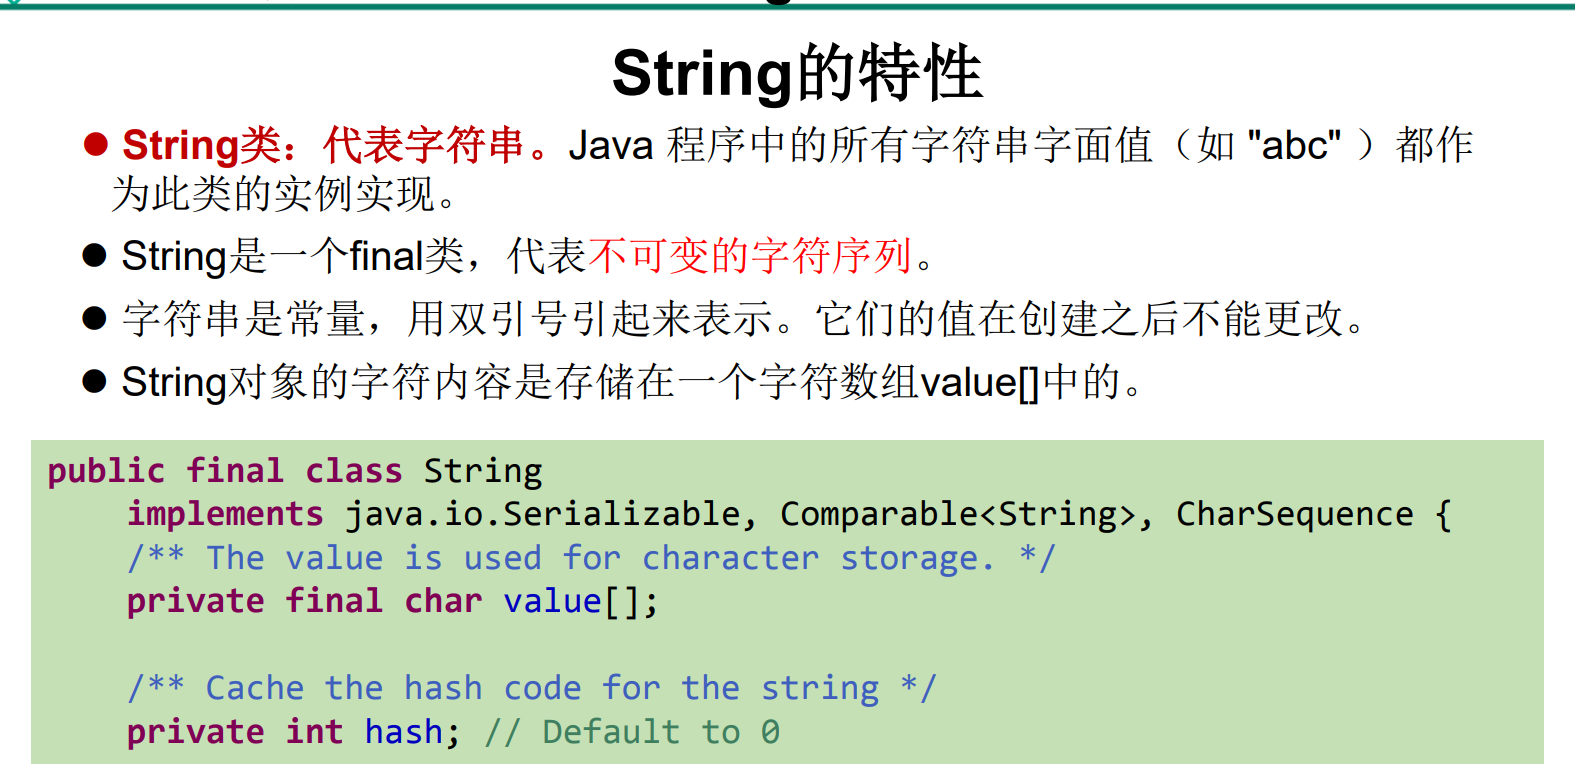 String的特性
● String类：代表字符串。Java 程序中的所有字符串字面值（如 "abc" ）都作
为此类的实例实现。
● String是一个final类，代表不可变的字符序列。
● 字符串是常量，用双引号引起来表示。它们的值在创建之后不能更改。
● String对象的字符内容是存储在一个字符数组value[]中的。
public final class String
    implements java.io.Serializable, Comparable<String>, CharSequence {
    /** The value is used for character storage. */
    private final char value[];
    /** Cache the hash code for the string */
    private int hash; // Default to 0